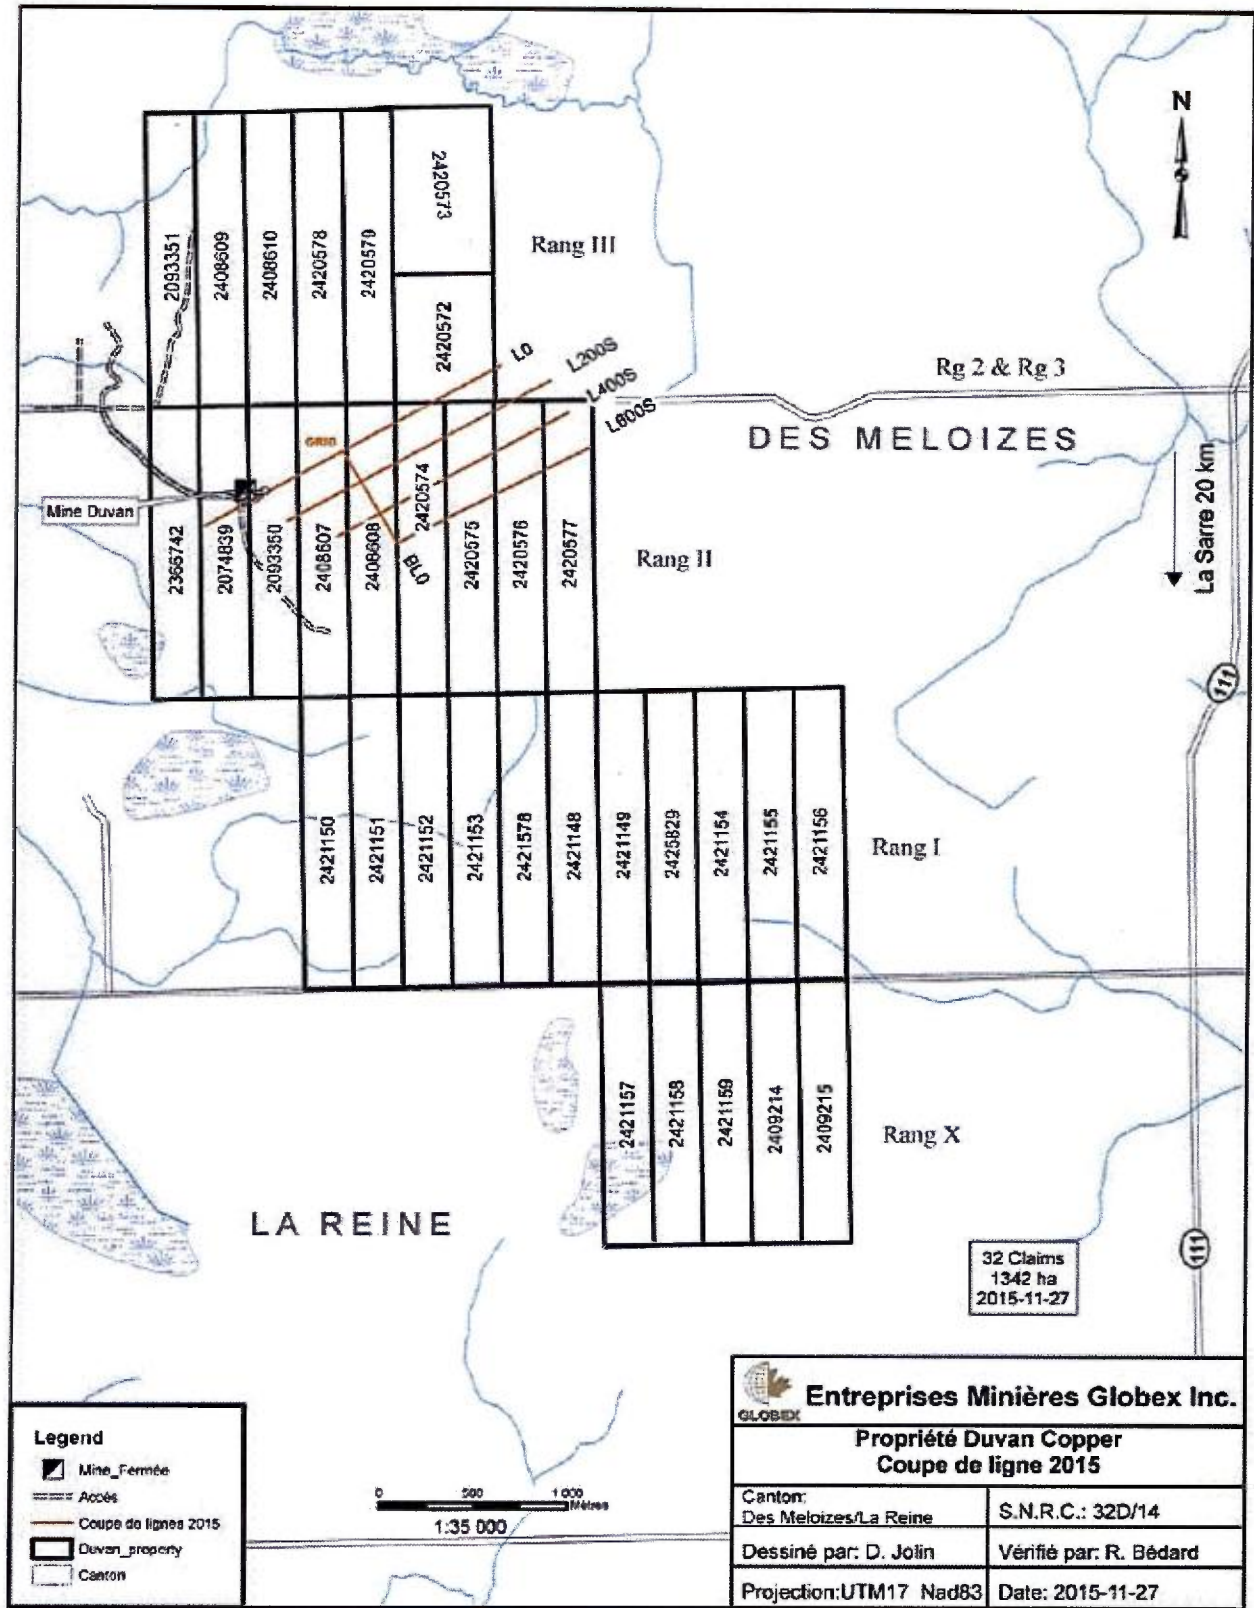 N
2093351
2408609
2408610
2420578
2420579
2420573
2420572
Rang III
L0
L200S
L400S
L600S
Rg 2 & Rg 3
DES MELOIZES
La Sarre 20 km
GRID
Mine Duvan
2366742
2074839
2093350
2408607
2408608
BL0
2420574
2420575
2420576
2420577
Rang II
111
2421150
2421151
2421152
2421153
2421578
2421148
2421149
2425829
2421154
2421155
2421156
Rang I
2421157
2421158
2421159
2409214
2409215
Rang X
LA REINE
111
32 Claims
1342 ha
2015-11-27
Legend
Mine_Fermée
Accès
Coupe de lignes 2015
Duvan_property
Canton
0 500 1 000
Mètres
1:35 000
GLOBEX
Entreprises Minières Globex Inc.
Propriété Duvan Copper
Coupe de ligne 2015
Canton:
Des Meloizes/La Reine
S.N.R.C.: 32D/14
Dessiné par: D. Jolin
Vérifié par: R. Bédard
Projection:UTM17 Nad83
Date: 2015-11-27